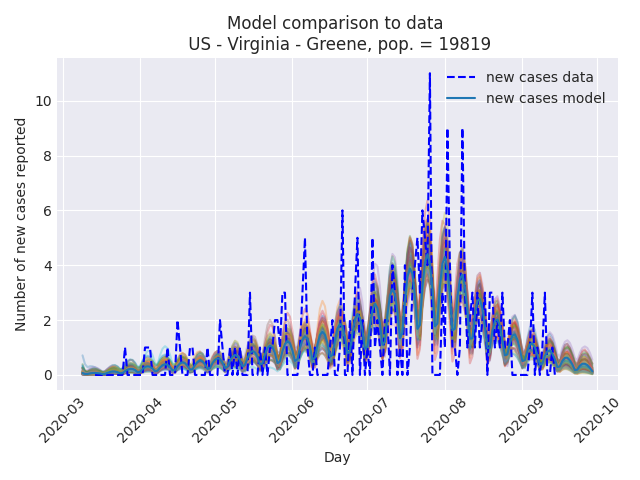 Model comparison to data
US - Virginia - Greene, pop. = 19819
new cases data
new cases model
Number of new cases reported
10
8
6
4
2
0
2020-03
2020-04
2020-05
2020-06
2020-07
2020-08
2020-09
2020-10
Day